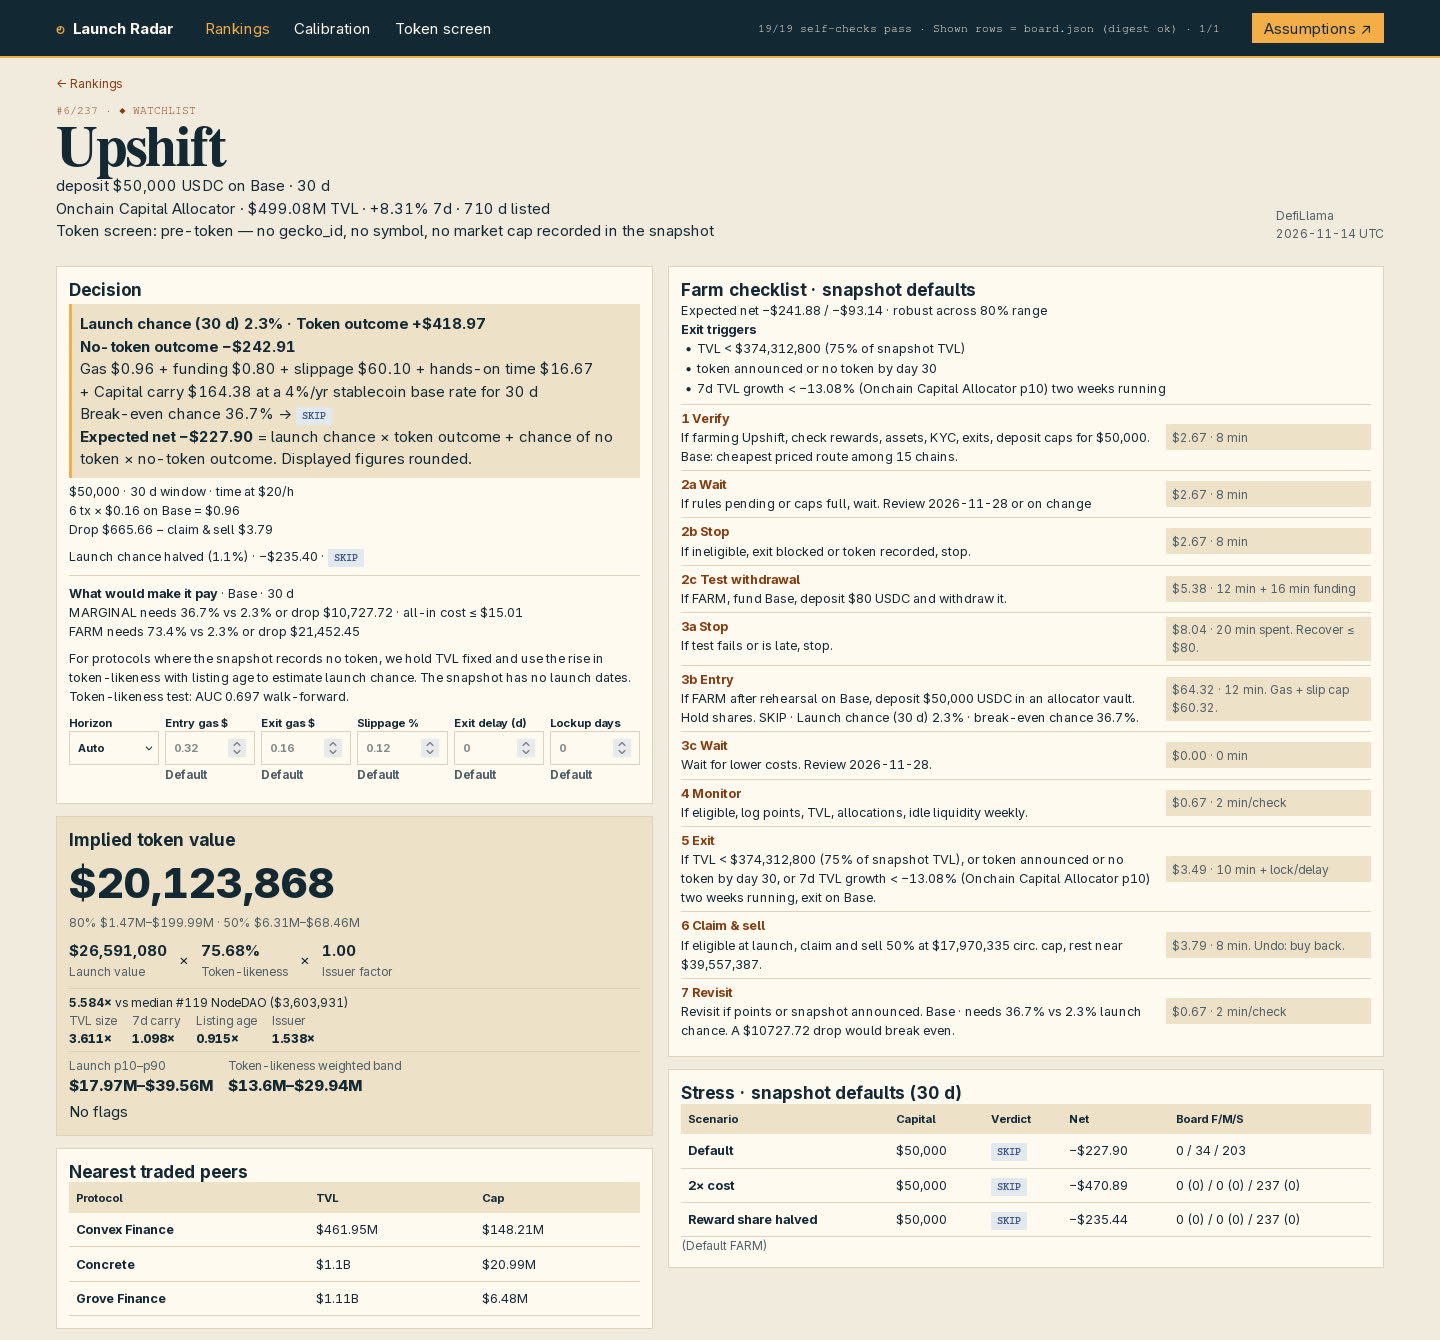 Launch Radar
Rankings
Calibration
Token screen
19/19 self-checks pass · Shown rows = board.json (digest ok) · 1/1
Assumptions ↗
← Rankings
#6/237 · ◆ WATCHLIST
Upshift
deposit $50,000 USDC on Base · 30 d
Onchain Capital Allocator · $499.08M TVL · +8.31% 7d · 710 d listed
Token screen: pre-token — no gecko_id, no symbol, no market cap recorded in the snapshot
DefiLlama
2026-11-14 UTC
Decision
Launch chance (30 d) 2.3% · Token outcome +$418.97
No-token outcome −$242.91
Gas $0.96 + funding $0.80 + slippage $60.10 + hands-on time $16.67
+ Capital carry $164.38 at a 4%/yr stablecoin base rate for 30 d
Break-even chance 36.7% → SKIP
Expected net −$227.90 = launch chance × token outcome + chance of no
token × no-token outcome. Displayed figures rounded.
$50,000 · 30 d window · time at $20/h
6 tx × $0.16 on Base = $0.96
Drop $665.66 − claim & sell $3.79
Launch chance halved (1.1%) · −$235.40 · SKIP
What would make it pay · Base · 30 d
MARGINAL needs 36.7% vs 2.3% or drop $10,727.72 · all-in cost ≤ $15.01
FARM needs 73.4% vs 2.3% or drop $21,452.45
For protocols where the snapshot records no token, we hold TVL fixed and use the rise in
token-likeness with listing age to estimate launch chance. The snapshot has no launch dates.
Token-likeness test: AUC 0.697 walk-forward.
Horizon Entry gas $ Exit gas $ Slippage % Exit delay (d) Lockup days
Auto 0.32 0.16 0.12 0 0
Default Default Default Default Default
Implied token value
$20,123,868
80% $1.47M–$199.99M · 50% $6.31M–$68.46M
$26,591,080 × 75.68% × 1.00
Launch value Token-likeness Issuer factor
5.584× vs median #119 NodeDAO ($3,603,931)
TVL size 7d carry Listing age Issuer
3.611× 1.098× 0.915× 1.538×
Launch p10–p90 Token-likeness weighted band
$17.97M–$39.56M $13.6M–$29.94M
No flags
Nearest traded peers
Protocol TVL Cap
Convex Finance $461.95M $148.21M
Concrete $1.1B $20.99M
Grove Finance $1.11B $6.48M
Farm checklist · snapshot defaults
Expected net −$241.88 / −$93.14 · robust across 80% range
Exit triggers
• TVL < $374,312,800 (75% of snapshot TVL)
• token announced or no token by day 30
• 7d TVL growth < −13.08% (Onchain Capital Allocator p10) two weeks running
1 Verify
If farming Upshift, check rewards, assets, KYC, exits, deposit caps for $50,000.
Base: cheapest priced route among 15 chains.
$2.67 · 8 min
2a Wait
If rules pending or caps full, wait. Review 2026-11-28 or on change
$2.67 · 8 min
2b Stop
If ineligible, exit blocked or token recorded, stop.
$2.67 · 8 min
2c Test withdrawal
If FARM, fund Base, deposit $80 USDC and withdraw it.
$5.38 · 12 min + 16 min funding
3a Stop
If test fails or is late, stop.
$8.04 · 20 min spent. Recover ≤
$80.
3b Entry
If FARM after rehearsal on Base, deposit $50,000 USDC in an allocator vault.
Hold shares. SKIP · Launch chance (30 d) 2.3% · break-even chance 36.7%.
$64.32 · 12 min. Gas + slip cap
$60.32.
3c Wait
Wait for lower costs. Review 2026-11-28.
$0.00 · 0 min
4 Monitor
If eligible, log points, TVL, allocations, idle liquidity weekly.
$0.67 · 2 min/check
5 Exit
If TVL < $374,312,800 (75% of snapshot TVL), or token announced or no
token by day 30, or 7d TVL growth < −13.08% (Onchain Capital Allocator p10)
two weeks running, exit on Base.
$3.49 · 10 min + lock/delay
6 Claim & sell
If eligible at launch, claim and sell 50% at $17,970,335 circ. cap, rest near
$39,557,387.
$3.79 · 8 min. Undo: buy back.
7 Revisit
Revisit if points or snapshot announced. Base · needs 36.7% vs 2.3% launch
chance. A $10727.72 drop would break even.
$0.67 · 2 min/check
Stress · snapshot defaults (30 d)
Scenario Capital Verdict Net Board F/M/S
Default $50,000 SKIP −$227.90 0 / 34 / 203
2× cost $50,000 SKIP −$470.89 0 (0) / 0 (0) / 237 (0)
Reward share halved $50,000 SKIP −$235.44 0 (0) / 0 (0) / 237 (0)
(Default FARM)